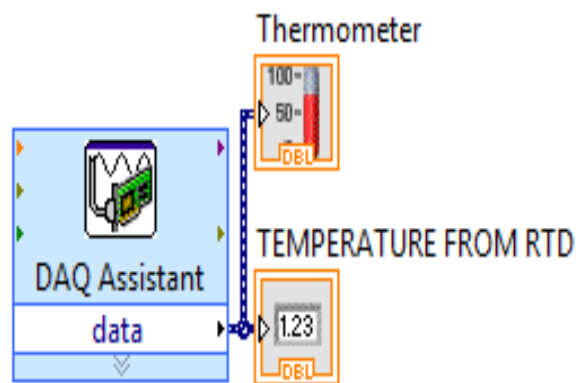 Thermometer
100
50
DBL
DAQ Assistant
data
TEMPERATURE FROM RTD
1.23
DBL